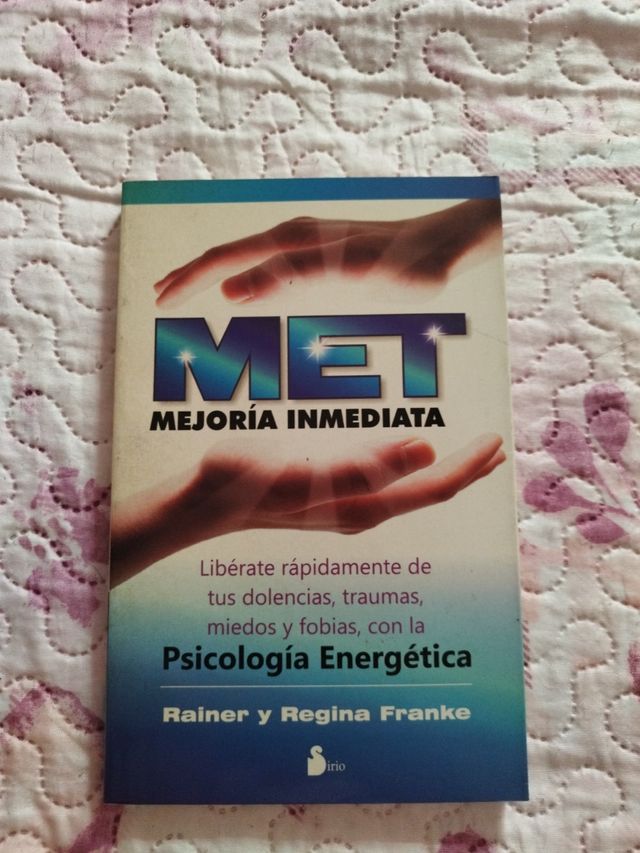 MET
MEJORÍA INMEDIATA
Libérate rápidamente de
tus dolencias, traumas,
miedos y fobias, con la
Psicología Energética
Rainer y Regina Franke
Sirio